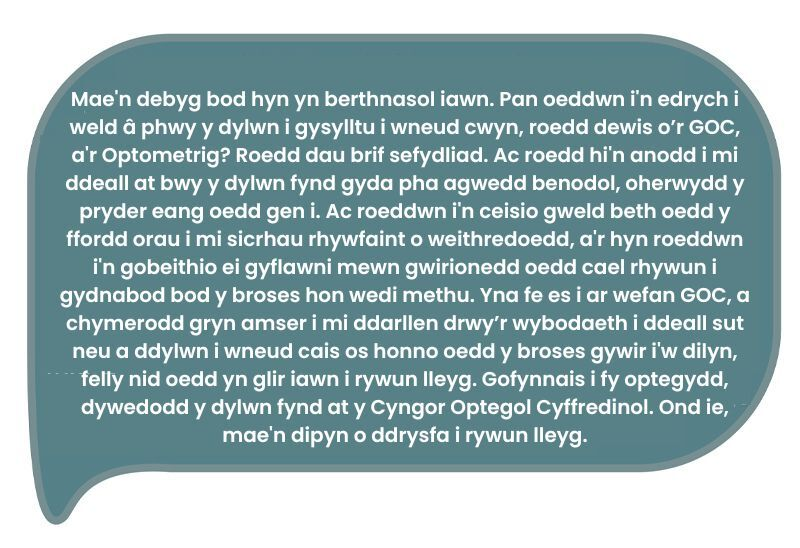 Mae'n debyg bod hyn yn berthnasol iawn. Pan oeddwn i'n edrych i
weld â phwy y dylwn i gysylltu i wneud cwyn, roedd dewis o’r GOC,
a'r Optometrig? Roedd dau brif sefydliad. Ac roedd hi'n anodd i mi
ddeall at bwy y dylwn fynd gyda pha agwedd benodol, oherwydd y
pryder eang oedd gen i. Ac roeddwn i'n ceisio gweld beth oedd y
ffordd orau i mi sicrhau rhywfaint o weithredoedd, a'r hyn roeddwn
i'n gobeithio ei gyflawni mewn gwirionedd oedd cael rhywun i
gydnabod bod y broses hon wedi methu. Yna fe es i ar wefan GOC, a
chymerodd gryn amser i mi ddarllen drwy’r wybodaeth i ddeall sut
neu a ddylwn i wneud cais os honno oedd y broses gywir i'w dilyn,
felly nid oedd yn glir iawn i rywun lleyg. Gofynnais i fy optegydd,
dywedodd y dylwn fynd at y Cyngor Optegol Cyffredinol. Ond ie,
mae'n dipyn o ddrysfa i rywun lleyg.